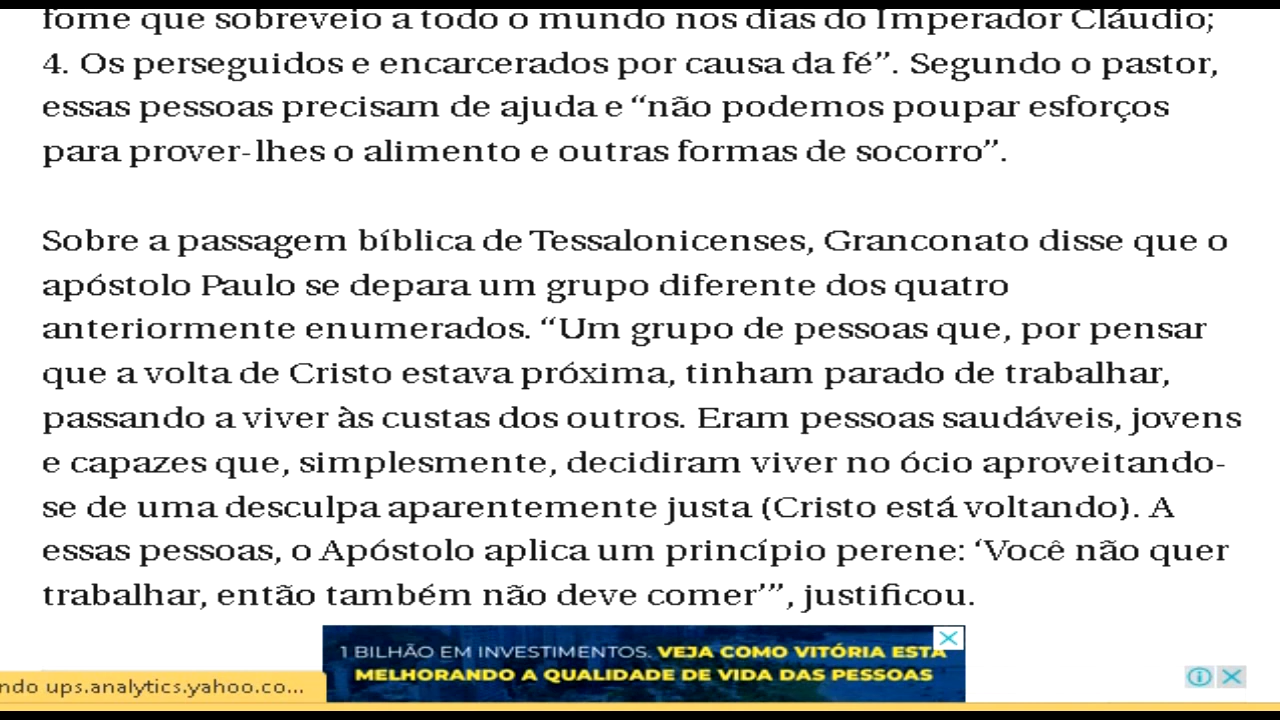 fome que sobreveio a todo o mundo nos dias do Imperador Cláudio;
4. Os perseguidos e encarcerados por causa da fé”. Segundo o pastor,
essas pessoas precisam de ajuda e “não podemos poupar esforços
para prover-lhes o alimento e outras formas de socorro”.
Sobre a passagem bíblica de Tessalonicenses, Granconato disse que o
apóstolo Paulo se depara um grupo diferente dos quatro
anteriormente enumerados. “Um grupo de pessoas que, por pensar
que a volta de Cristo estava próxima, tinham parado de trabalhar,
passando a viver às custas dos outros. Eram pessoas saudáveis, jovens
e capazes que, simplesmente, decidiram viver no ócio aproveitando-
se de uma desculpa aparentemente justa (Cristo está voltando). A
essas pessoas, o Apóstolo aplica um princípio perene: ‘Você não quer
trabalhar, então também não deve comer’”, justificou.
1 BILHÃO EM INVESTIMENTOS. VEJA COMO VITÓRIA ESTÁ
MELHORANDO A QUALIDADE DE VIDA DAS PESSOAS
ndo ups.analytics.yahoo.co...